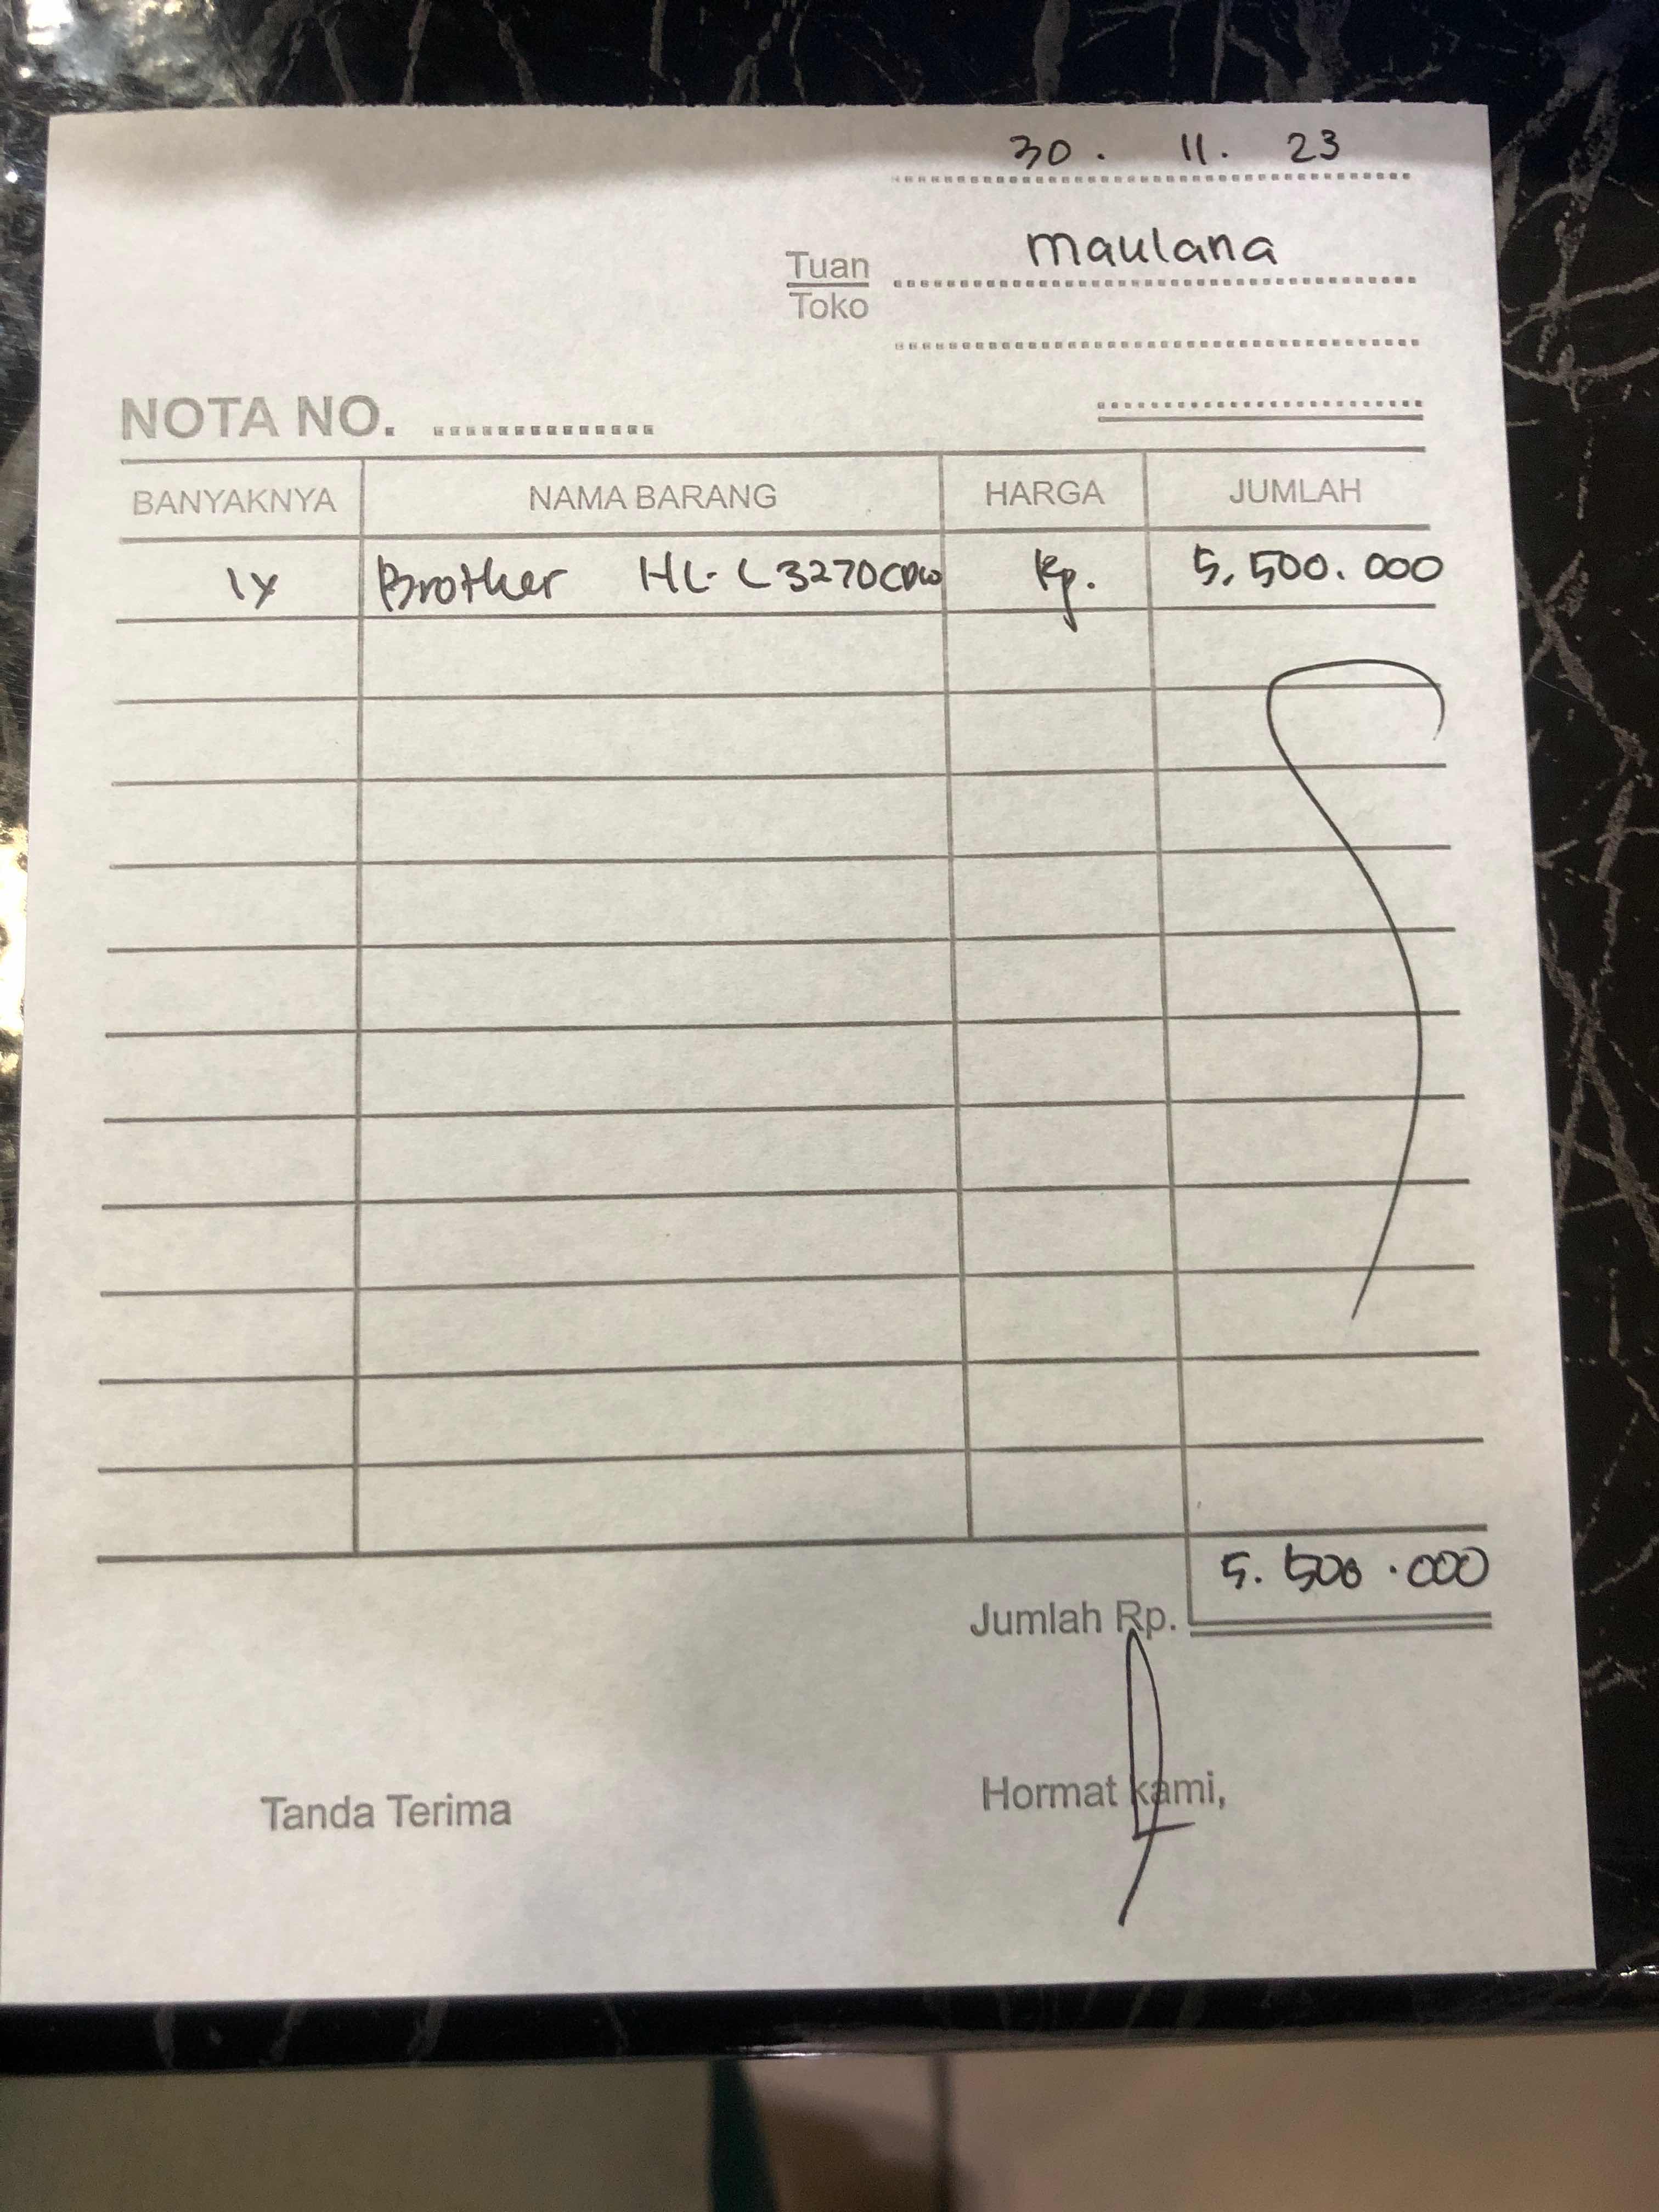 30. 11. 23
Tuan maulana
Toko
NOTA NO. ..............
BANYAKNYA NAMA BARANG HARGA JUMLAH
1x Brother HL-L3270CDW Rp. 5.500.000
Jumlah Rp. 5.500.000
Tanda Terima Hormat kami,